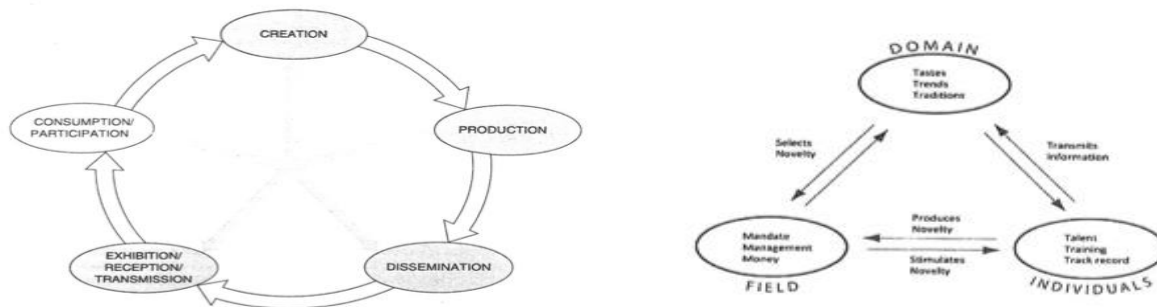 CREATION
PRODUCTION
DISSEMINATION
EXHIBITION/
RECEPTION/
TRANSMISSION
CONSUMPTION/
PARTICIPATION
DOMAIN
Tastes
Trends
Traditions
Selects
Novelty
Transmits
Information
Produces
Novelty
Stimulates
Novelty
Mandate
Management
Money
FIELD
Talent
Training
Track record
INDIVIDUALS